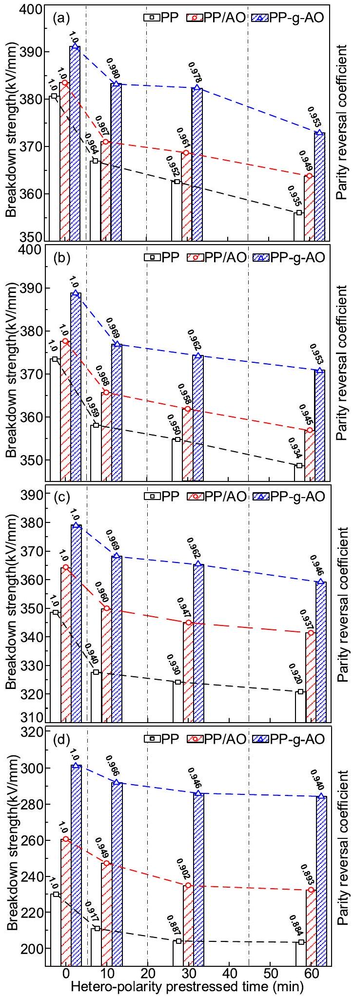 400
(a)
PP
PP/AO
PP-g-AO
390
380
370
360
350
1.0
1.0
1.0
0.964
0.967
0.980
0.952
0.961
0.978
0.935
0.949
0.953
Breakdown strength(kV/mm)
Parity reversal coefficient
400
(b)
PP
PP/AO
PP-g-AO
390
380
370
360
350
1.0
1.0
1.0
0.959
0.968
0.969
0.950
0.958
0.962
0.934
0.945
0.953
Breakdown strength(kV/mm)
Parity reversal coefficient
390
(c)
PP
PP/AO
PP-g-AO
380
370
360
350
340
330
320
310
1.0
1.0
1.0
0.940
0.960
0.969
0.930
0.947
0.962
0.920
0.937
0.946
Breakdown strength(kV/mm)
Parity reversal coefficient
320
(d)
PP
PP/AO
PP-g-AO
300
280
260
240
220
200
1.0
1.0
1.0
0.917
0.949
0.966
0.887
0.902
0.946
0.884
0.893
0.940
Breakdown strength(kV/mm)
Parity reversal coefficient
0 10 20 30 40 50 60
Hetero-polarity prestressed time (min)